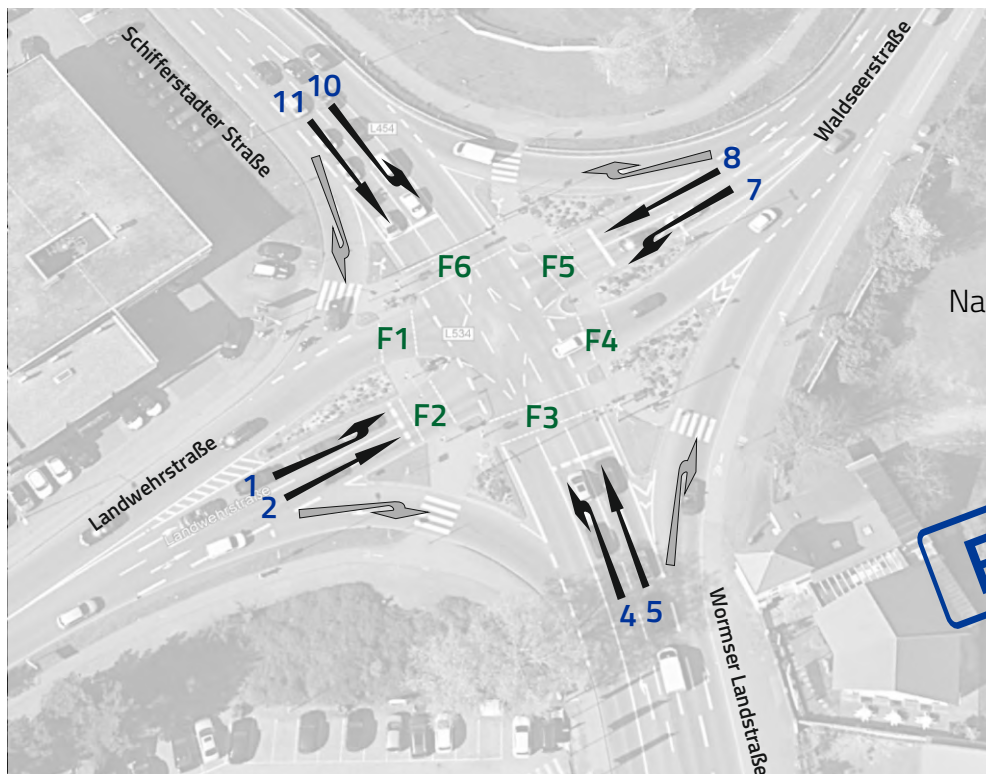 Schifferstadter Straße
Waldseerstraße
10
11
L454
8
7
Na
F6
F5
F1
L534
F4
F2
F3
Landwehrstraße
1
2
Landwehrstraße
4
5
Wormser Landstraße